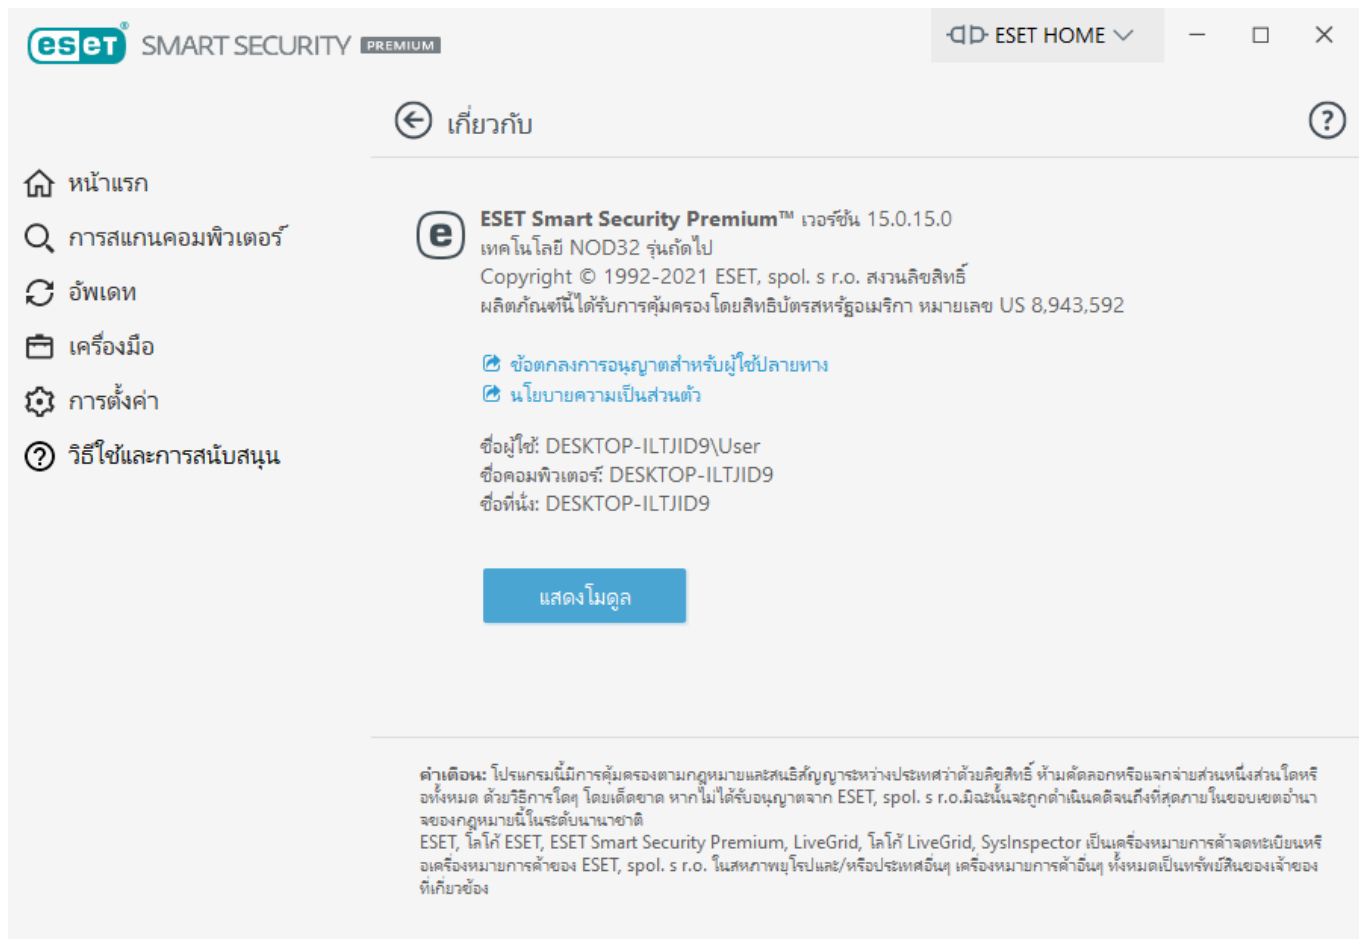 eset® SMART SECURITY PREMIUM
ESET HOME
เกี่ยวกับ
หน้าแรก
การสแกนคอมพิวเตอร์
อัพเดท
เครื่องมือ
การตั้งค่า
วิธีใช้และการสนับสนุน
ESET Smart Security Premium™ เวอร์ชัน 15.0.15.0
เทคโนโลยี NOD32 รุ่นถัดไป
Copyright © 1992-2021 ESET, spol. s r.o. สงวนลิขสิทธิ์
ผลิตภัณฑ์นี้ได้รับการคุ้มครองโดยสิทธิบัตรสหรัฐอเมริกา หมายเลข US 8,943,592
ข้อตกลงการอนุญาตสำหรับผู้ใช้ปลายทาง
นโยบายความเป็นส่วนตัว
ชื่อผู้ใช้: DESKTOP-ILTJID9\User
ชื่อคอมพิวเตอร์: DESKTOP-ILTJID9
ชื่อที่นั่ง: DESKTOP-ILTJID9
แสดงโมดูล
คำเตือน: โปรแกรมนี้มีการคุ้มครองตามกฎหมายและสนธิสัญญาระหว่างประเทศว่าด้วยลิขสิทธิ์ ห้ามคัดลอกหรือแจกจ่ายส่วนหนึ่งส่วนใดหรื
อทั้งหมด ด้วยวิธีการใดๆ โดยเด็ดขาด หากไม่ได้รับอนุญาตจาก ESET, spol. s r.o.มิฉะนั้นจะถูกดำเนินคดีจนถึงที่สุดภายในขอบเขตอำนา
จของกฎหมายนี้ในระดับนานาชาติ
ESET, โลโก้ ESET, ESET Smart Security Premium, LiveGrid, โลโก้ LiveGrid, SysInspector เป็นเครื่องหมายการค้าจดทะเบียนหรื
อเครื่องหมายการค้าของ ESET, spol. s r.o. ในสหภาพยุโรปและ/หรือประเทศอื่นๆ เครื่องหมายการค้าอื่นๆ ทั้งหมดเป็นทรัพย์สินของเจ้าของ
ที่เกี่ยวข้อง